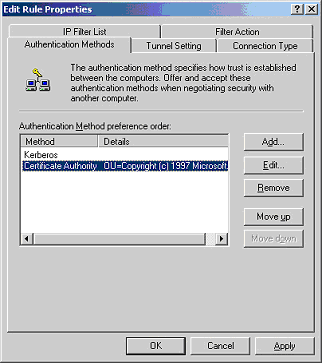 Edit Rule Properties
IP Filter List Filter Action
Authentication Methods Tunnel Setting Connection Type
The authentication method specifies how trust is established
between the computers. Offer and accept these
authentication methods when negotiating security with
another computer.
Authentication Method preference order:
Method Details
Kerberos
Certificate Authority OU=Copyright (c) 1997 Microsoft
Add...
Edit...
Remove
Move up
Move down
OK Cancel Apply